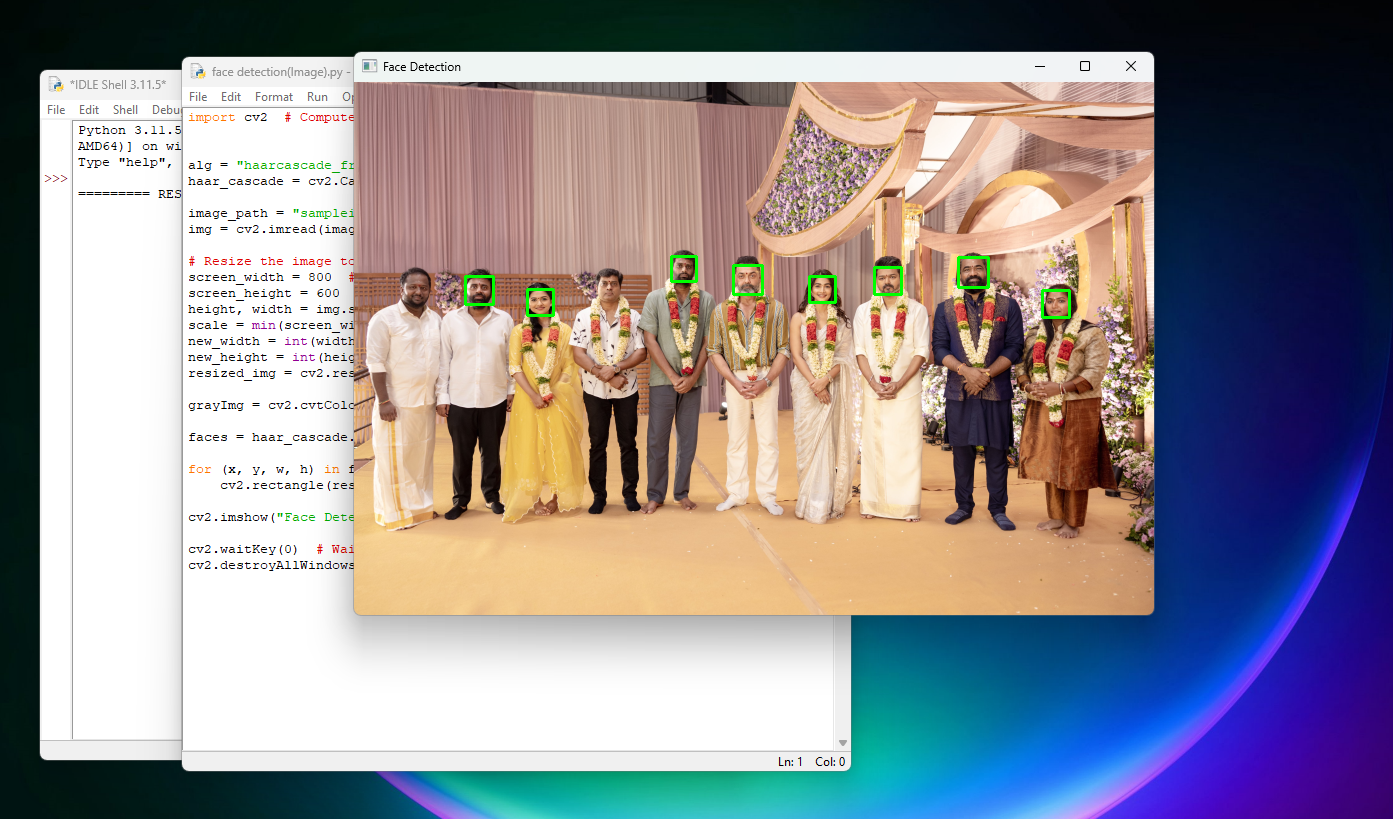 *IDLE Shell 3.11.5*
File Edit Shell Debu
Python 3.11.5
AMD64)] on wi
Type "help",
>>>
========= RES
face detection(Image).py -
File Edit Format Run Op
import cv2  # Compute
alg = "haarcascade_fr
haar_cascade = cv2.Ca
image_path = "samplei
img = cv2.imread(imag
# Resize the image to
screen_width = 800  #
screen_height = 600
height, width = img.s
scale = min(screen_wi
new_width = int(width
new_height = int(heig
resized_img = cv2.res
grayImg = cv2.cvtColo
faces = haar_cascade.
for (x, y, w, h) in f
    cv2.rectangle(res
cv2.imshow("Face Dete
cv2.waitKey(0)  # Wai
cv2.destroyAllWindows
Ln: 1 Col: 0
Face Detection